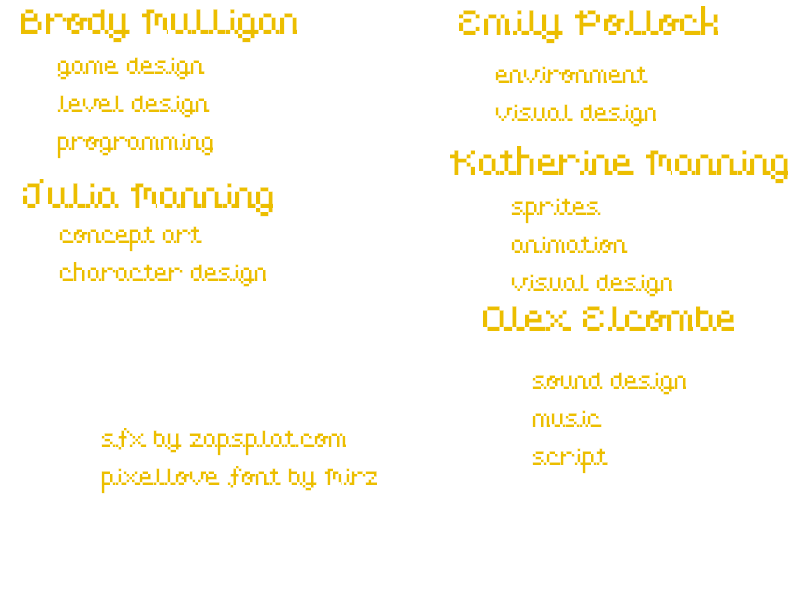 Brody Mulligan
game design
level design
programming
Julia Manning
concept art
character design
sfx by zapsplat.com
pixellove font by Mirz
Emily Pollock
environment
visual design
Katherine Manning
sprites
animation
visual design
Alex Elcombe
sound design
music
script